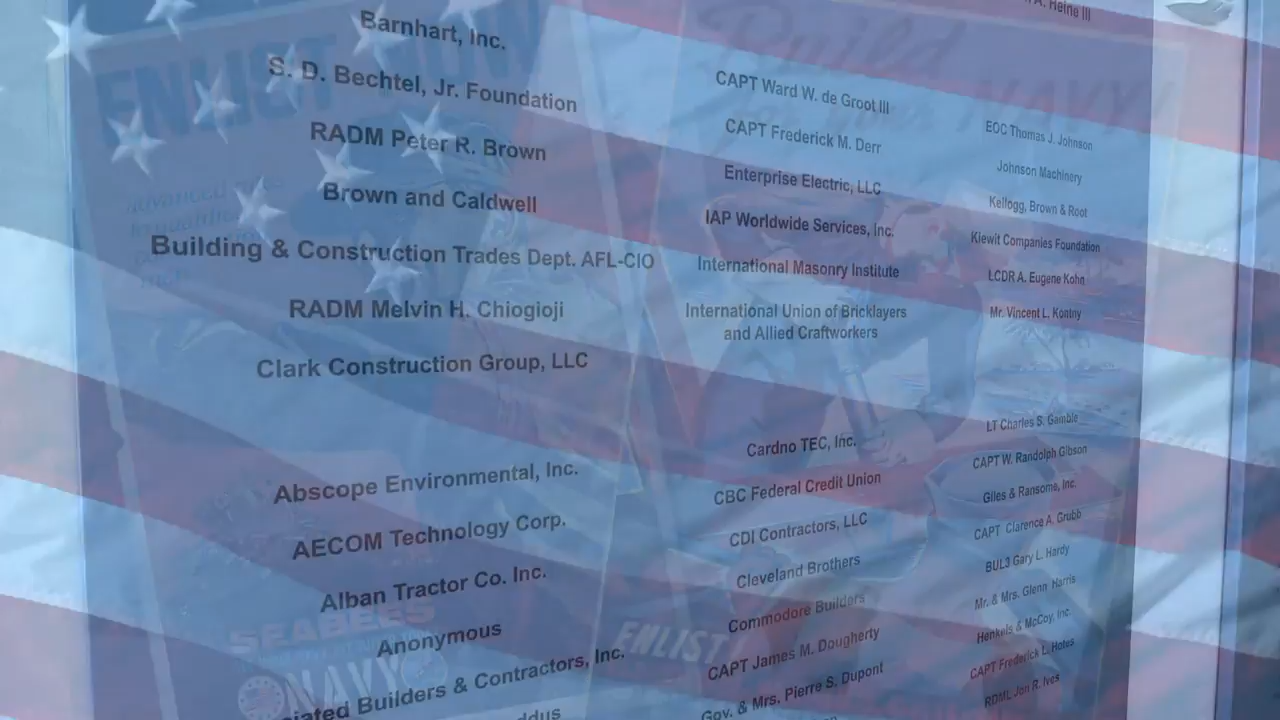 Barnhart, Inc.
S. D. Bechtel, Jr. Foundation
RADM Peter R. Brown
Brown and Caldwell
Building & Construction Trades Dept. AFL-CIO
RADM Melvin H. Chiogioji
Clark Construction Group, LLC
Abscope Environmental, Inc.
AECOM Technology Corp.
Alban Tractor Co. Inc.
Anonymous
Builders & Contractors, Inc.
CAPT Ward W. de Groot III
CAPT Frederick M. Derr
Enterprise Electric, LLC
IAP Worldwide Services, Inc.
International Masonry Institute
International Union of Bricklayers
and Allied Craftworkers
Cardno TEC, Inc.
CBC Federal Credit Union
CDI Contractors, LLC
Cleveland Brothers
Commodore Builders
CAPT James M. Dougherty
Gov. & Mrs. Pierre S. Dupont
A. Heine III
EOC Thomas J. Johnson
Johnson Machinery
Kellogg, Brown & Root
Kiewit Companies Foundation
LCDR A. Eugene Kohn
Mr. Vincent L. Kontny
LT Charles S. Gamble
CAPT W. Randolph Gibson
Giles & Ransome, Inc.
CAPT Clarence A. Grubb
BUL3 Gary L. Hardy
Mr. & Mrs. Glenn Harris
Henkels & McCoy, Inc.
CAPT Frederick L. Hotes
RDML Jon R. Ives
ENLIST NOW
Build
NAVY
SEABEES
NAVY
ENLIST